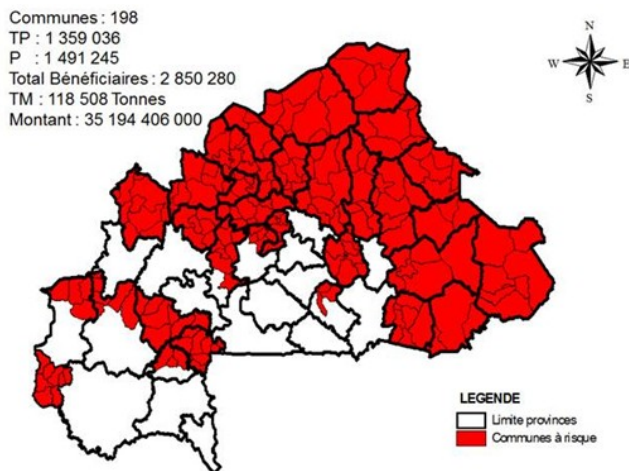 Communes : 198
TP : 1 359 036
P : 1 491 245
Total Bénéficiaires : 2 850 280
TM : 118 508 Tonnes
Montant : 35 194 406 000
N
W E
S
LEGENDE
Limite provinces
Communes à risque